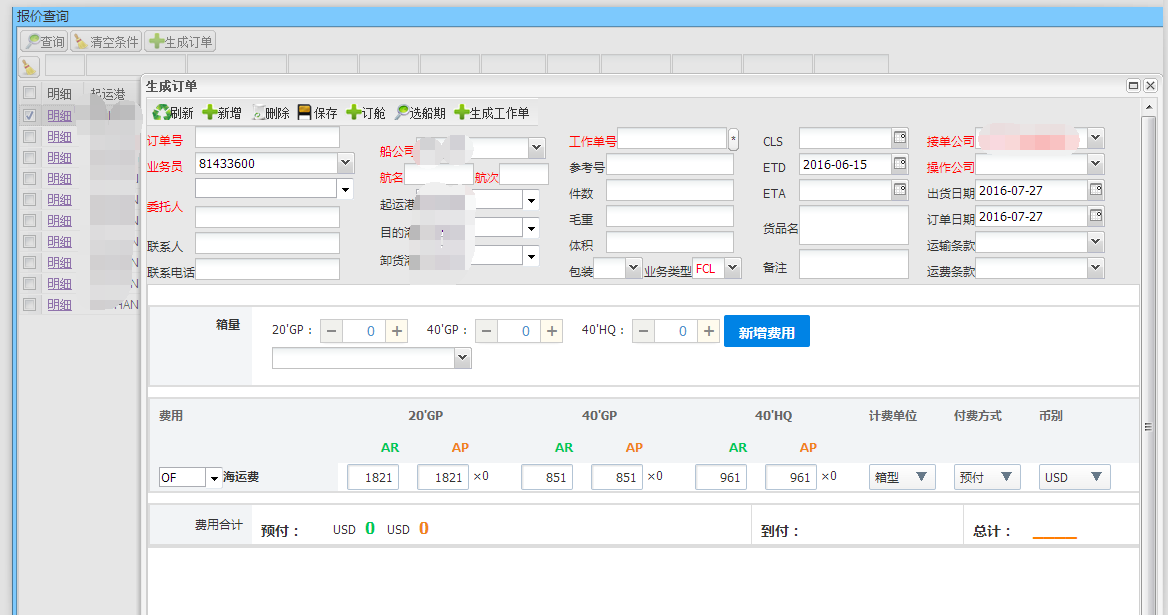 报价查询
查询 清空条件 生成订单
明细 起运港
生成订单
刷新 新增 删除 保存 订舱 选船期 生成工作单
订单号 船公司 工作单号 * CLS 接单公司
业务员 81433600 航名 航次 参考号 ETD 2016-06-15 操作公司
起运港 件数 ETA 出货日期 2016-07-27
委托人 目的港 毛重 货品名 订单日期 2016-07-27
联系人 体积 运输条款
联系电话 卸货港 包装 业务类型 FCL 备注 运费条款
明细
明细
明细
明细
明细
明细
明细
明细
明细
明细
箱量 20'GP： 0 40'GP： 0 40'HQ： 0 新增费用
费用 20'GP 40'GP 40'HQ 计费单位 付费方式 币别
AR AP AR AP AR AP
OF 海运费 1821 1821 ×0 851 851 ×0 961 961 ×0 箱型 预付 USD
费用合计 预付： USD 0 USD 0 到付： 总计：